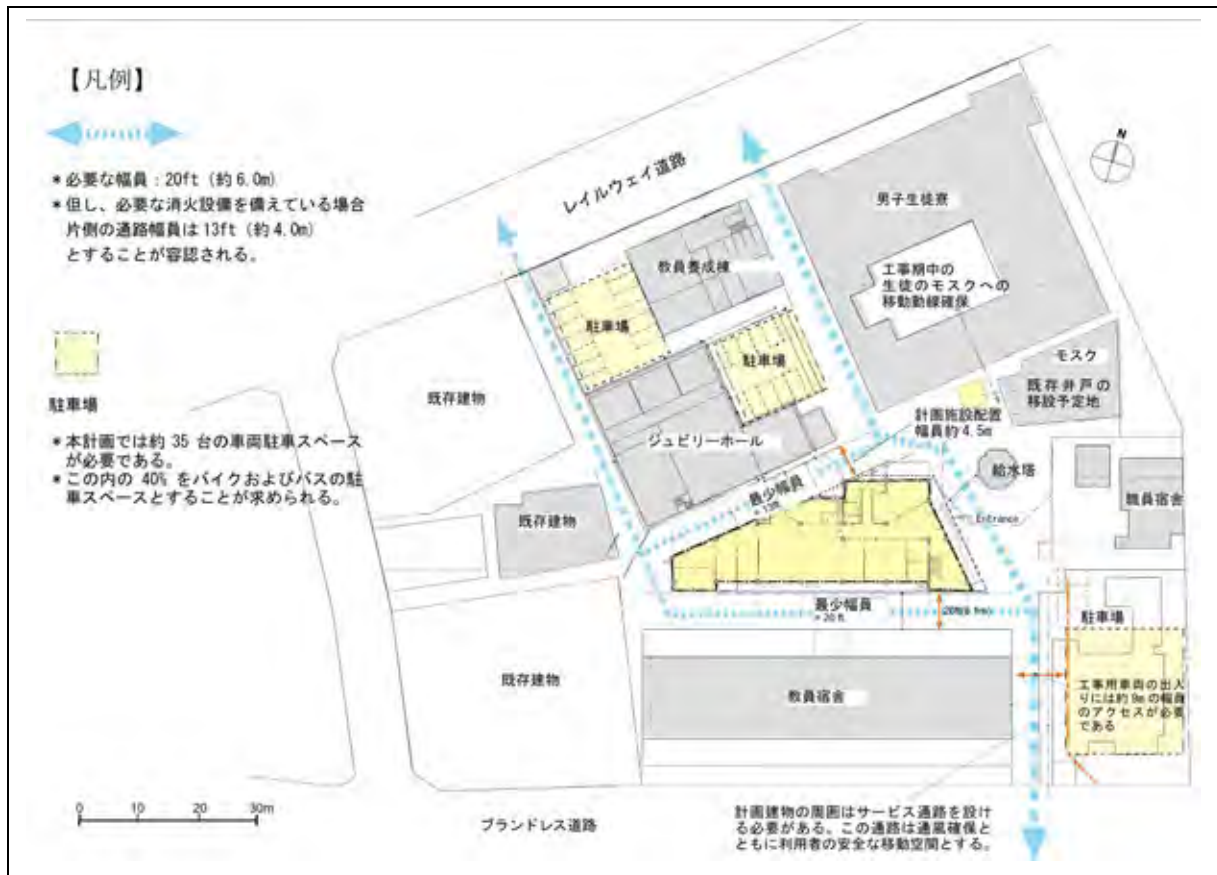 【凡例】
*必要な幅員:20ft(約6.0m)
*但し、必要な消火設備を備えている場合
片側の通路幅員は13ft(約4.0m)
とすることが容認される。
駐車場
*本計画では約35台の車両駐車スペース
が必要である。
*この内の40%をバイクおよびバスの駐
車スペースとすることが求められる。
レイルウェイ道路
N
男子生徒寮
教員養成棟
工事期中の
生徒のモスクへの
移動動線確保
駐車場
駐車場
モスク
既存井戸の
移設予定地
既存建物
ジュビリーホール
計画施設配置
幅員約4.5m
給水塔
職員宿舎
最少幅員
既存建物
Entrance
最少幅員
=20ft
駐車場
既存建物
教員宿舎
工事用車両の出入
りには約9mの幅員
のアクセスが必要
である
0 10 20 30m
ブランドレス道路
計画建物の周囲はサービス通路を設け
る必要がある、この通路は通風確保と
ともに利用者の安全な移動空間とする。